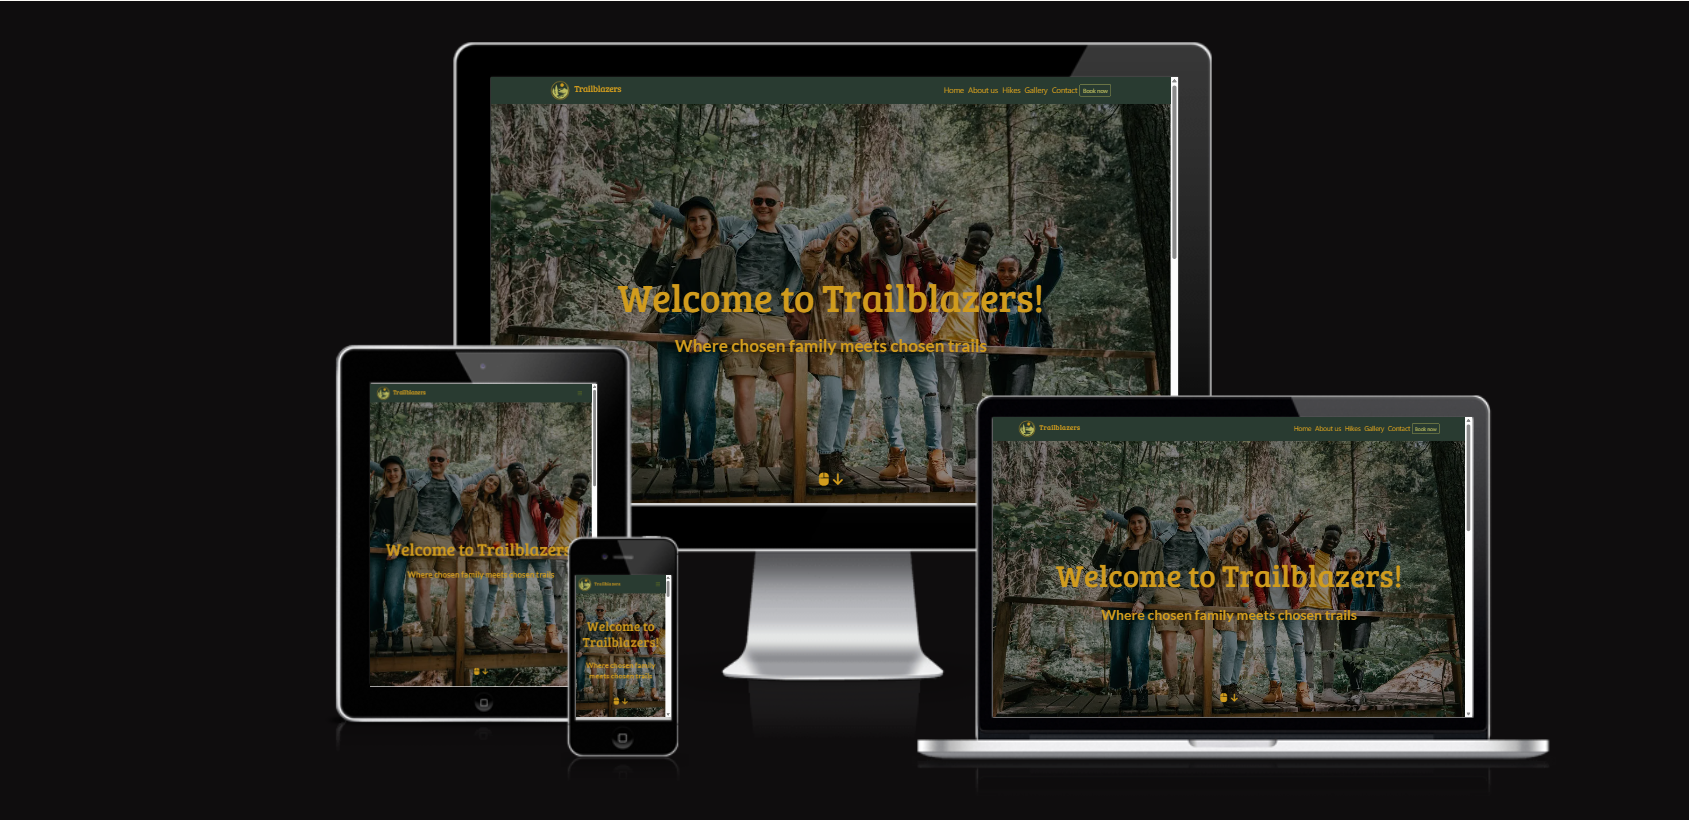 Trailblazers
Home About us Hikes Gallery Contact Book now
Welcome to Trailblazers!
Where chosen family meets chosen trails
Trailblazers
Welcome to Trailblazers
Where chosen family meets chosen trails
Trailblazers
Welcome to
Trailblazers!
Where chosen family
meets chosen trails
Trailblazers
Home About us Hikes Gallery Contact Book now
Welcome to Trailblazers!
Where chosen family meets chosen trails